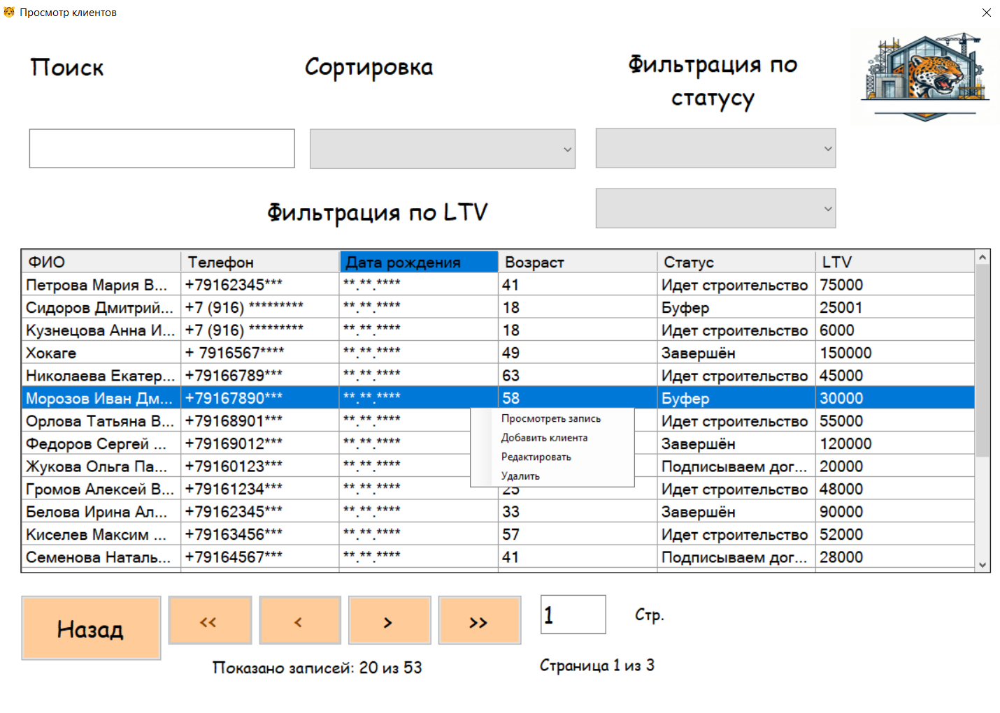 Просмотр клиентов
Поиск
Сортировка
Фильтрация по
статусу
Фильтрация по LTV
ФИО Телефон Дата рождения Возраст Статус LTV
Петрова Мария В... +79162345*** **.**.**** 41 Идет строительство 75000
Сидоров Дмитрий... +7 (916) ********* **.**.**** 18 Буфер 25001
Кузнецова Анна И... +7 (916) ********* **.**.**** 18 Идет строительство 6000
Хокаге + 7916567**** **.**.**** 49 Завершён 150000
Николаева Екатер... +79166789*** **.**.**** 63 Идет строительство 45000
Морозов Иван Дм... +79167890*** **.**.**** 58 Буфер 30000
Орлова Татьяна В... +79168901*** **.**.**** Идет строительство 55000
Федоров Сергей ... +79169012*** **.**.**** Завершён 120000
Жукова Ольга Па... +79160123*** **.**.**** Подписываем дог... 20000
Громов Алексей В... +79161234*** **.**.**** 25 Идет строительство 48000
Белова Ирина Ал... +79162345*** **.**.**** 33 Завершён 90000
Киселев Максим ... +79163456*** **.**.**** 57 Идет строительство 52000
Семенова Наталь... +79164567*** **.**.**** 41 Подписываем дог... 28000
Просмотреть запись
Добавить клиента
Редактировать
Удалить
Назад << < > >> 1 Стр.
Показано записей: 20 из 53
Страница 1 из 3